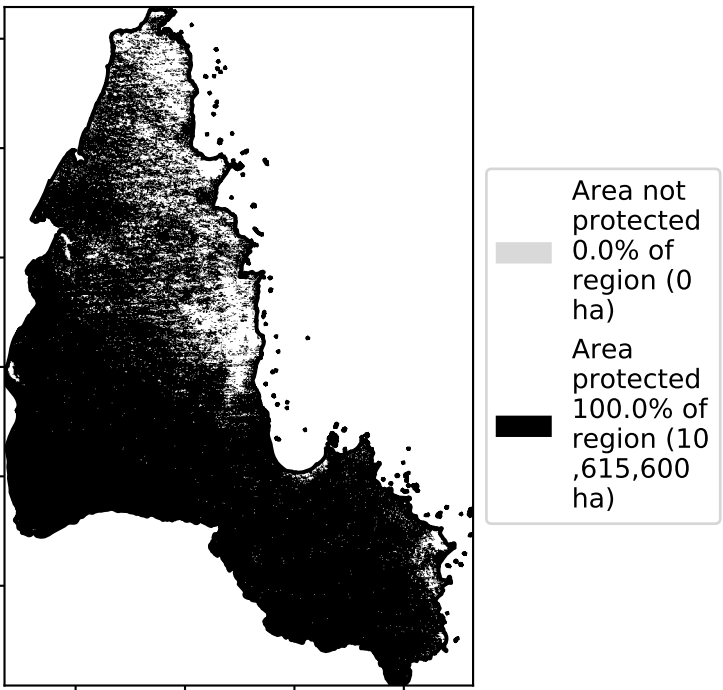 Area not
protected
0.0% of
region (0
ha)
Area
protected
100.0% of
region (10
,615,600
ha)